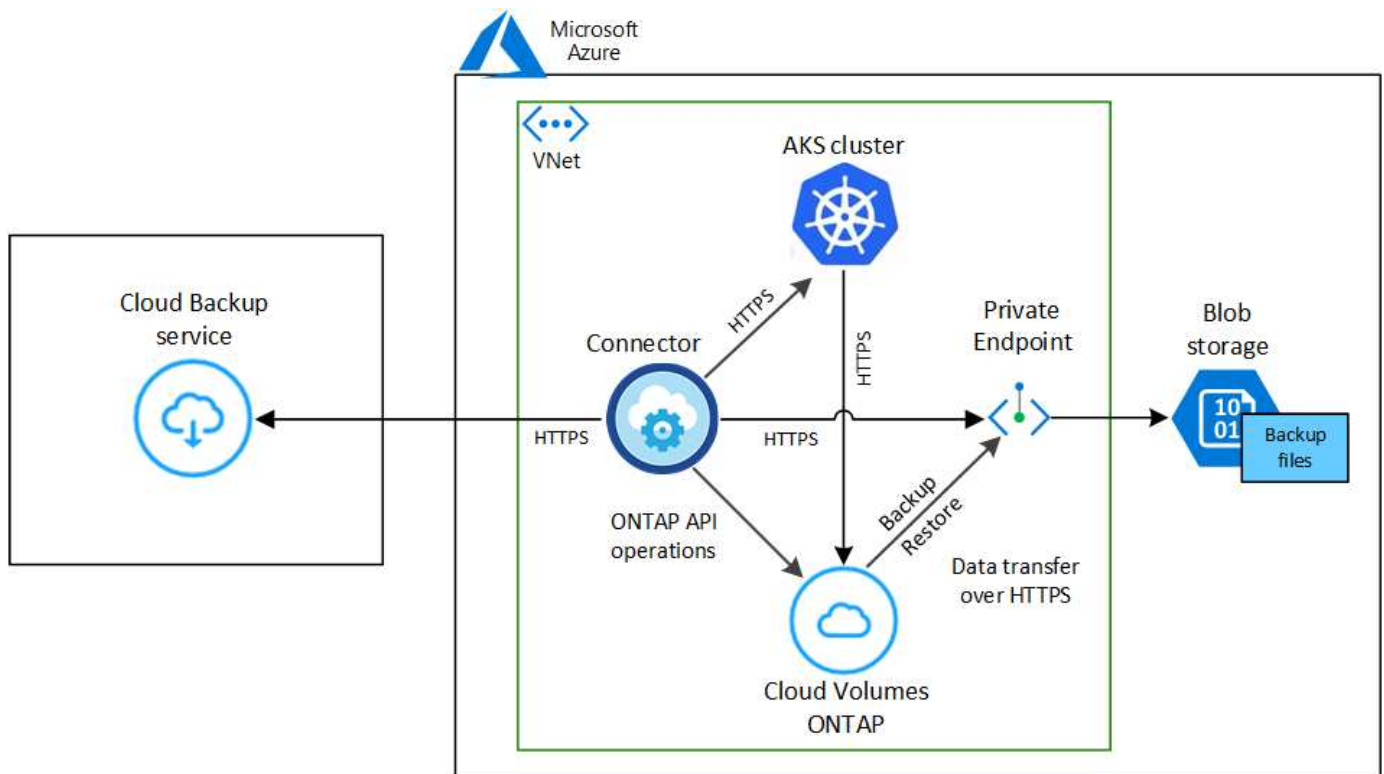 Microsoft
Azure
VNet
AKS cluster
Cloud Backup
service
Connector
HTTPS
HTTPS
Private
Endpoint
Blob
storage
10
01
Backup
files
HTTPS
HTTPS
ONTAP API
operations
Backup
Restore
Data transfer
over HTTPS
Cloud Volumes
ONTAP